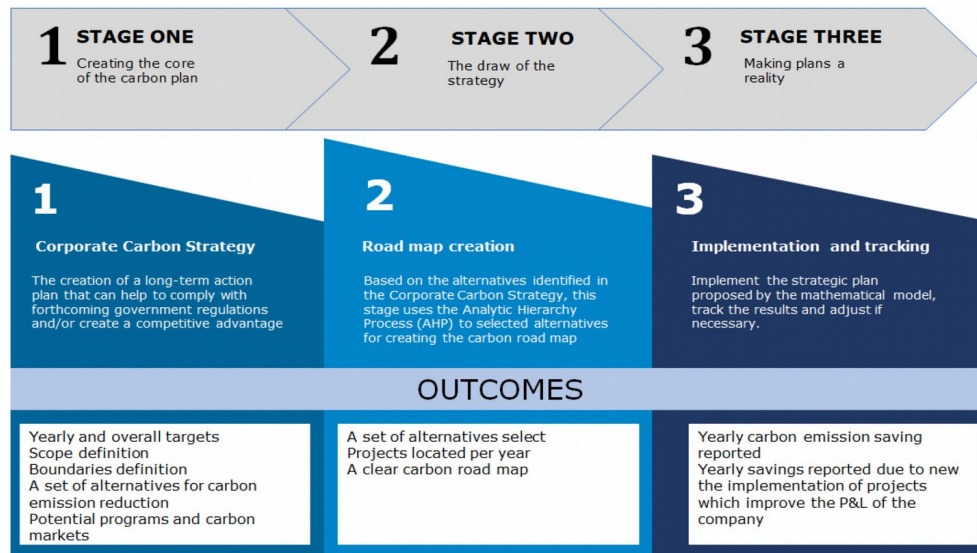 1
STAGE ONE
Creating the core
of the carbon plan
2
STAGE TWO
The draw of the
strategy
3
STAGE THREE
Making plans a
reality
1
Corporate Carbon Strategy
The creation of a long-term action
plan that can help to comply with
forthcoming government regulations
and/or create a competitive advantage
2
Road map creation
Based on the alternatives identified in
the Corporate Carbon Strategy, this
stage uses the Analytic Hierarchy
Process (AHP) to selected alternatives
for creating the carbon road map
3
Implementation and tracking
Implement the strategic plan
proposed by the mathematical model,
track the results and adjust if
necessary.
OUTCOMES
Yearly and overall targets
Scope definition
Boundaries definition
A set of alternatives for carbon
emission reduction
Potential programs and carbon
markets
A set of alternatives select
Projects located per year
A clear carbon road map
Yearly carbon emission saving
reported
Yearly savings reported due to new
the implementation of projects
which improve the P&L of the
company